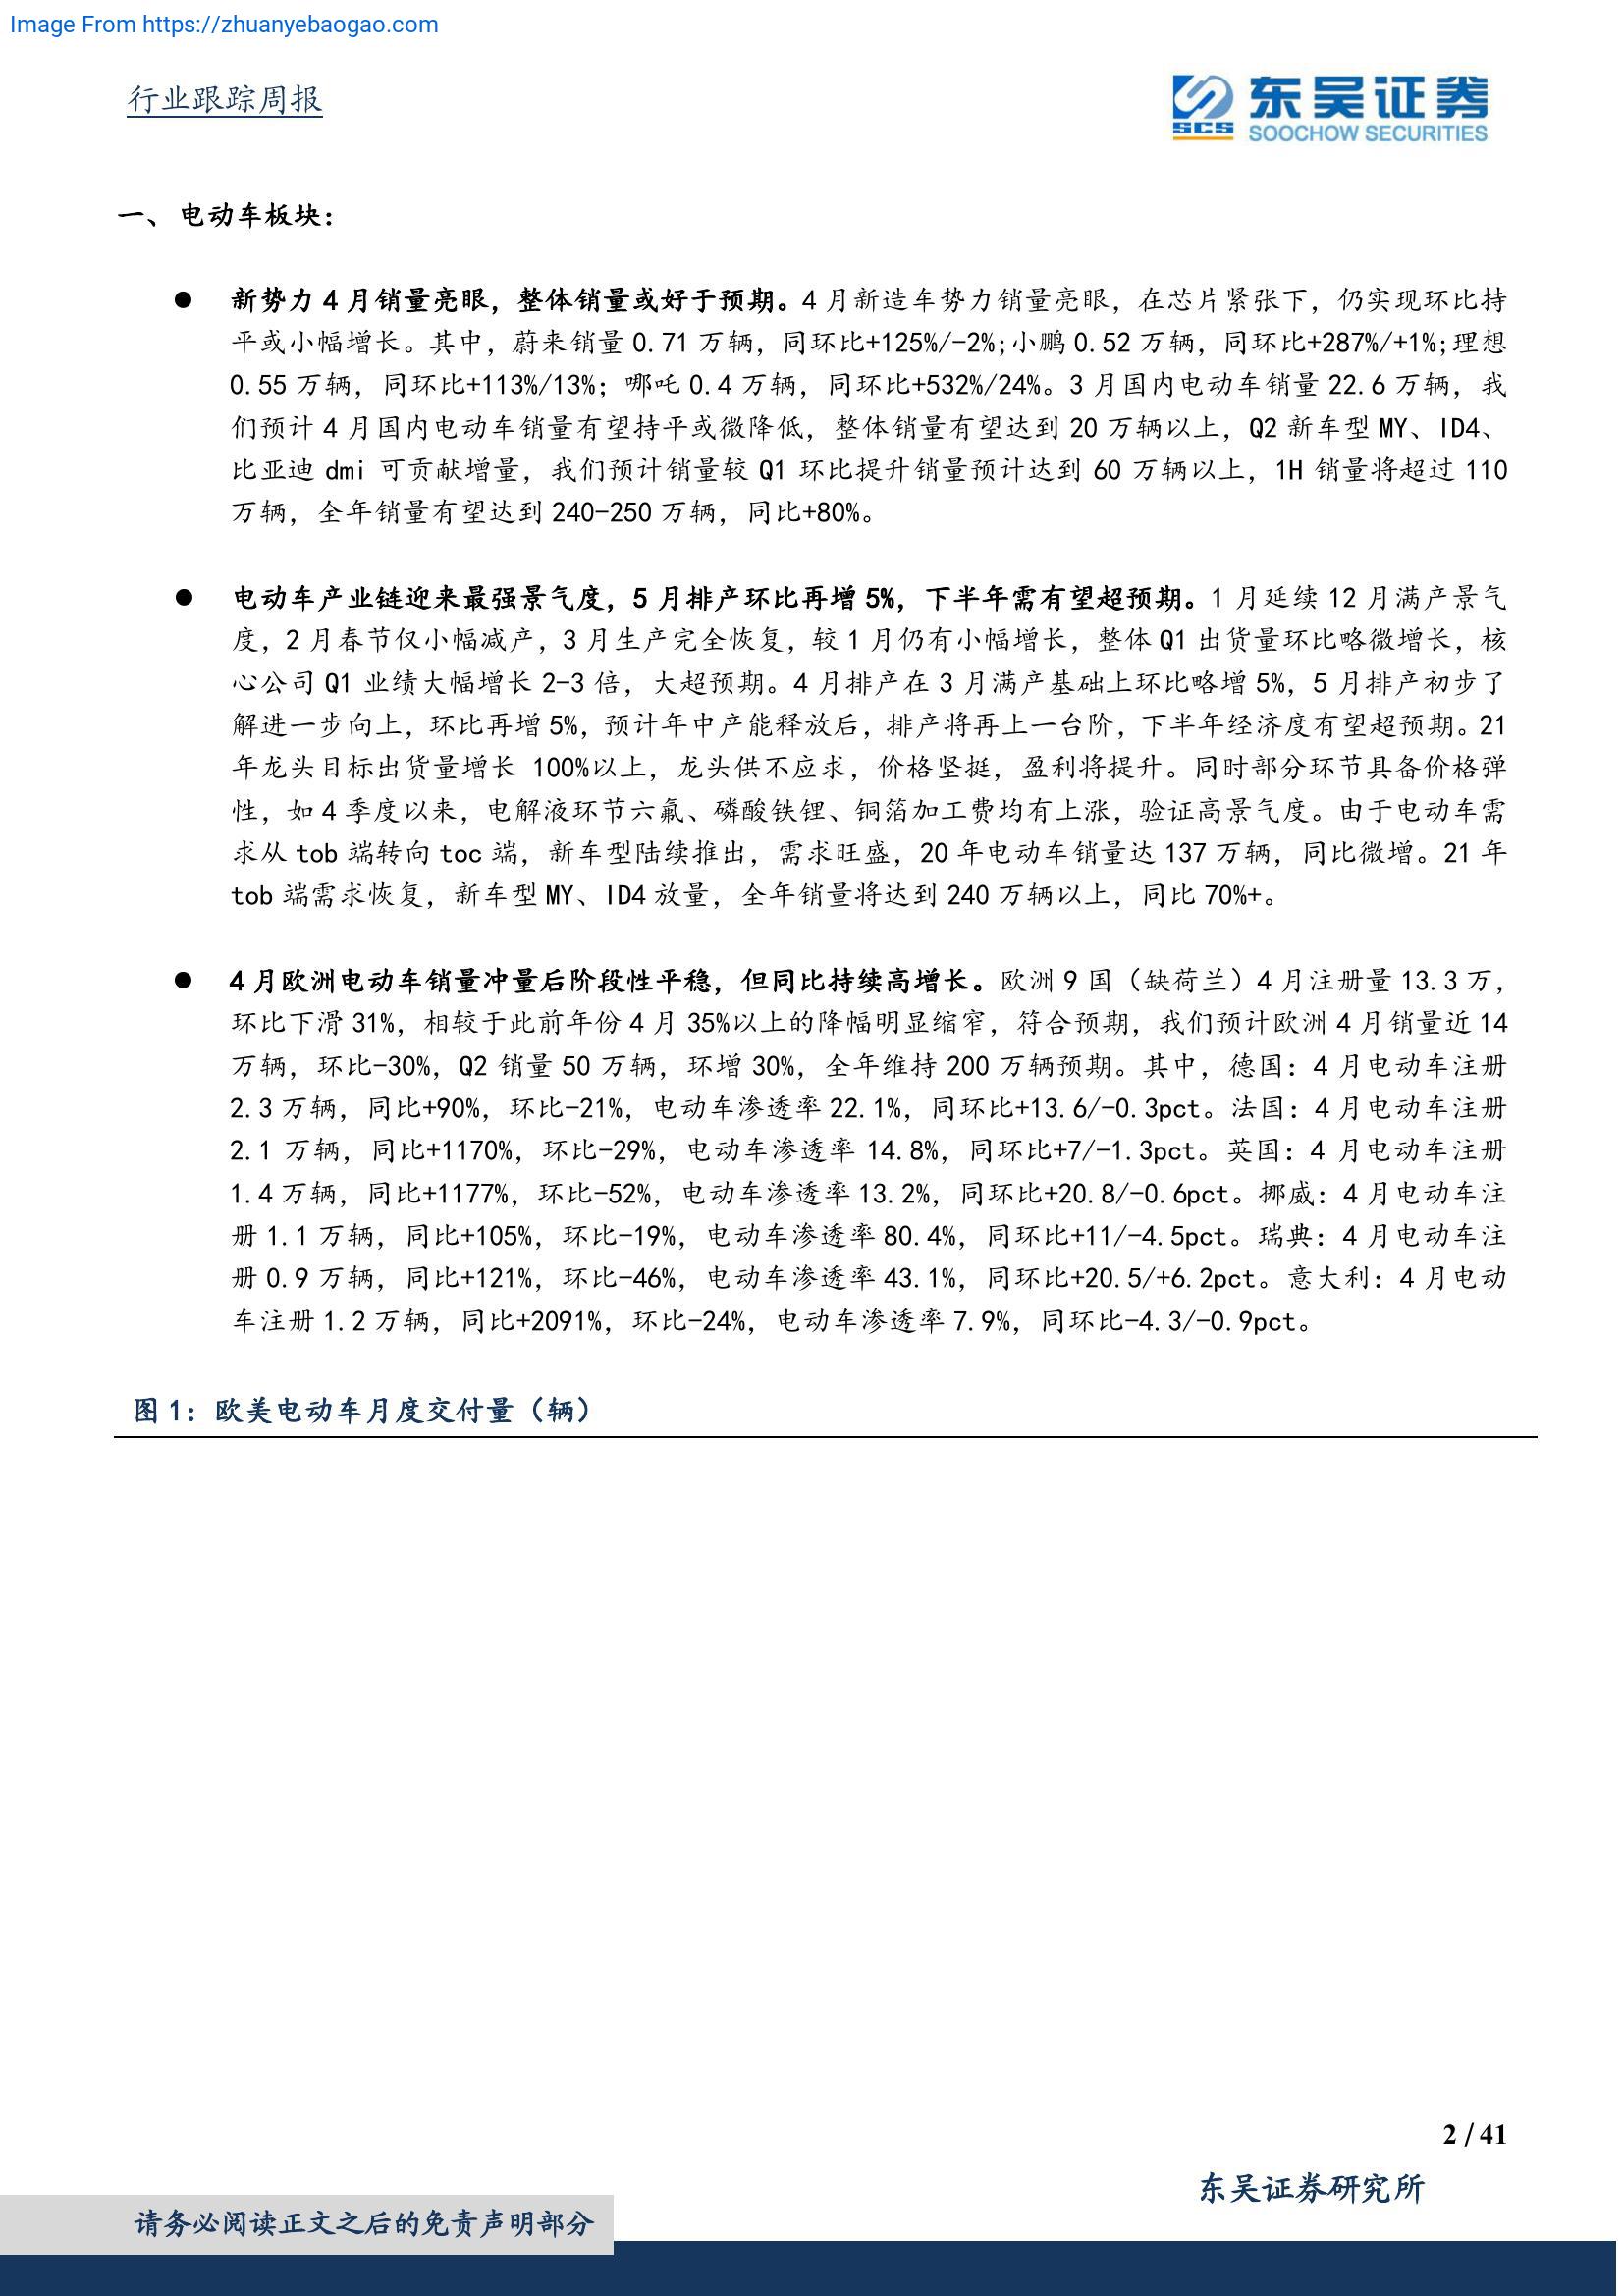 Image From https://zhuanyebaogao.com
行业跟踪周报
SCS 东吴证券
SOOCHOW SECURITIES
一、 电动车板块：
● 新势力 4 月销量亮眼，整体销量或好于预期。4 月新造车势力销量亮眼，在芯片紧张下，仍实现环比持
平或小幅增长。其中，蔚来销量 0.71 万辆，同环比+125%/-2%;小鹏 0.52 万辆，同环比+287%/+1%;理想
0.55 万辆，同环比+113%/13%；哪吒 0.4 万辆，同环比+532%/24%。3 月国内电动车销量 22.6 万辆，我
们预计 4 月国内电动车销量有望持平或微降低，整体销量有望达到 20 万辆以上，Q2 新车型 MY、ID4、
比亚迪 dmi 可贡献增量，我们预计销量较 Q1 环比提升销量预计达到 60 万辆以上，1H 销量将超过 110
万辆，全年销量有望达到 240-250 万辆，同比+80%。
● 电动车产业链迎来最强景气度，5 月排产环比再增 5%，下半年需有望超预期。1 月延续 12 月满产景气
度，2 月春节仅小幅减产，3 月生产完全恢复，较 1 月仍有小幅增长，整体 Q1 出货量环比略微增长，核
心公司 Q1 业绩大幅增长 2-3 倍，大超预期。4 月排产在 3 月满产基础上环比略增 5%，5 月排产初步了
解进一步向上，环比再增 5%，预计年中产能释放后，排产将再上一台阶，下半年经济度有望超预期。21
年龙头目标出货量增长 100%以上，龙头供不应求，价格坚挺，盈利将提升。同时部分环节具备价格弹
性，如 4 季度以来，电解液环节六氟、磷酸铁锂、铜箔加工费均有上涨，验证高景气度。由于电动车需
求从 tob 端转向 toc 端，新车型陆续推出，需求旺盛，20 年电动车销量达 137 万辆，同比微增。21 年
tob 端需求恢复，新车型 MY、ID4 放量，全年销量将达到 240 万辆以上，同比 70%+。
● 4 月欧洲电动车销量冲量后阶段性平稳，但同比持续高增长。欧洲 9 国（缺荷兰）4 月注册量 13.3 万，
环比下滑 31%，相较于此前年份 4 月 35%以上的降幅明显缩窄，符合预期，我们预计欧洲 4 月销量近 14
万辆，环比-30%，Q2 销量 50 万辆，环增 30%，全年维持 200 万辆预期。其中，德国：4 月电动车注册
2.3 万辆，同比+90%，环比-21%，电动车渗透率 22.1%，同环比+13.6/-0.3pct。法国：4 月电动车注册
2.1 万辆，同比+1170%，环比-29%，电动车渗透率 14.8%，同环比+7/-1.3pct。英国：4 月电动车注册
1.4 万辆，同比+1177%，环比-52%，电动车渗透率 13.2%，同环比+20.8/-0.6pct。挪威：4 月电动车注
册 1.1 万辆，同比+105%，环比-19%，电动车渗透率 80.4%，同环比+11/-4.5pct。瑞典：4 月电动车注
册 0.9 万辆，同比+121%，环比-46%，电动车渗透率 43.1%，同环比+20.5/+6.2pct。意大利：4 月电动
车注册 1.2 万辆，同比+2091%，环比-24%，电动车渗透率 7.9%，同环比-4.3/-0.9pct。
图 1：欧美电动车月度交付量（辆）
2 / 41
东吴证券研究所
请务必阅读正文之后的免责声明部分